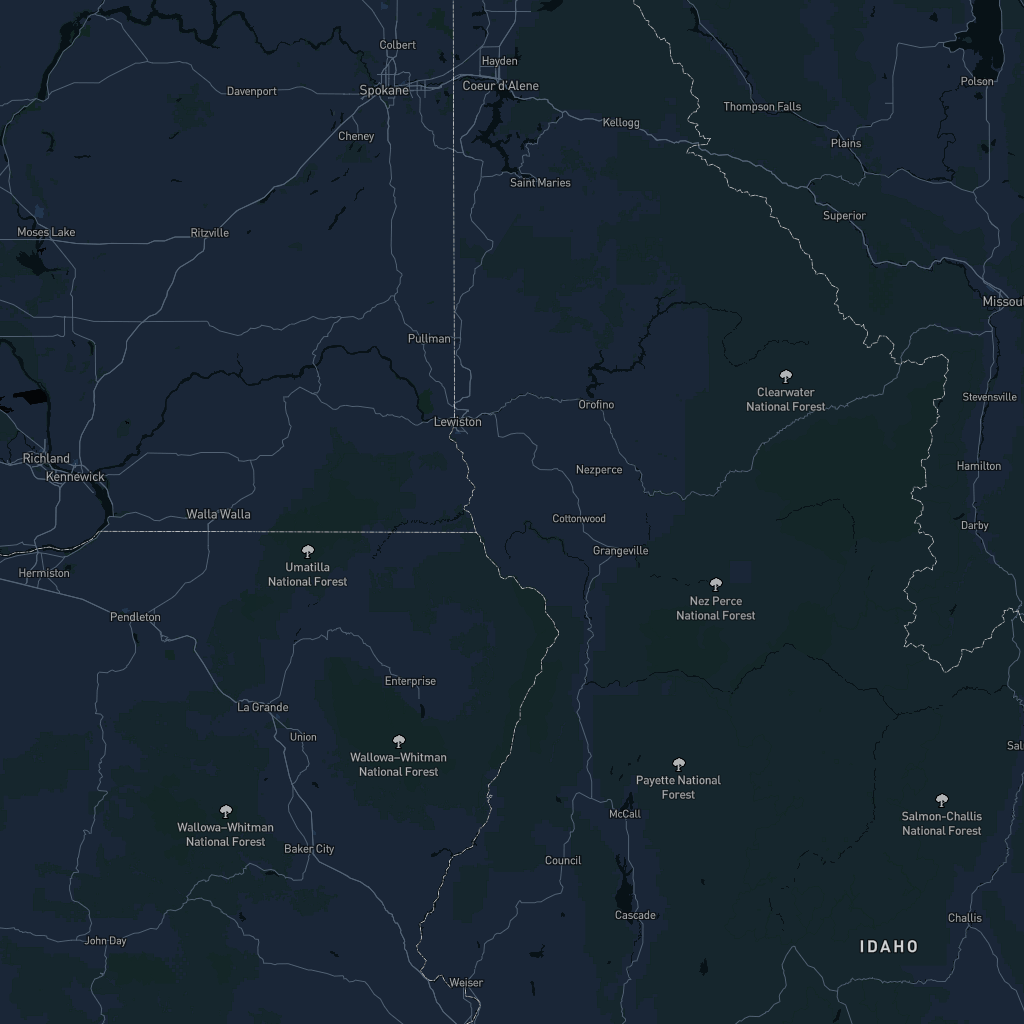 Colbert
Hayden
Spokane
Coeur d'Alene
Davenport
Polson
Thompson Falls
Kellogg
Cheney
Plains
Saint Maries
Superior
Moses Lake
Ritzville
Missoul
Pullman
Clearwater
National Forest
Stevensville
Orofino
Lewiston
Richland
Kennewick
Nezperce
Hamilton
Walla Walla
Cottonwood
Darby
Grangeville
Umatilla
National Forest
Hermiston
Nez Perce
National Forest
Pendleton
Enterprise
La Grande
Union
Sal
Wallowa–Whitman
National Forest
Payette National
Forest
Salmon-Challis
National Forest
McCall
Wallowa–Whitman
National Forest
Baker City
Council
Cascade
Challis
John Day
IDAHO
Weiser